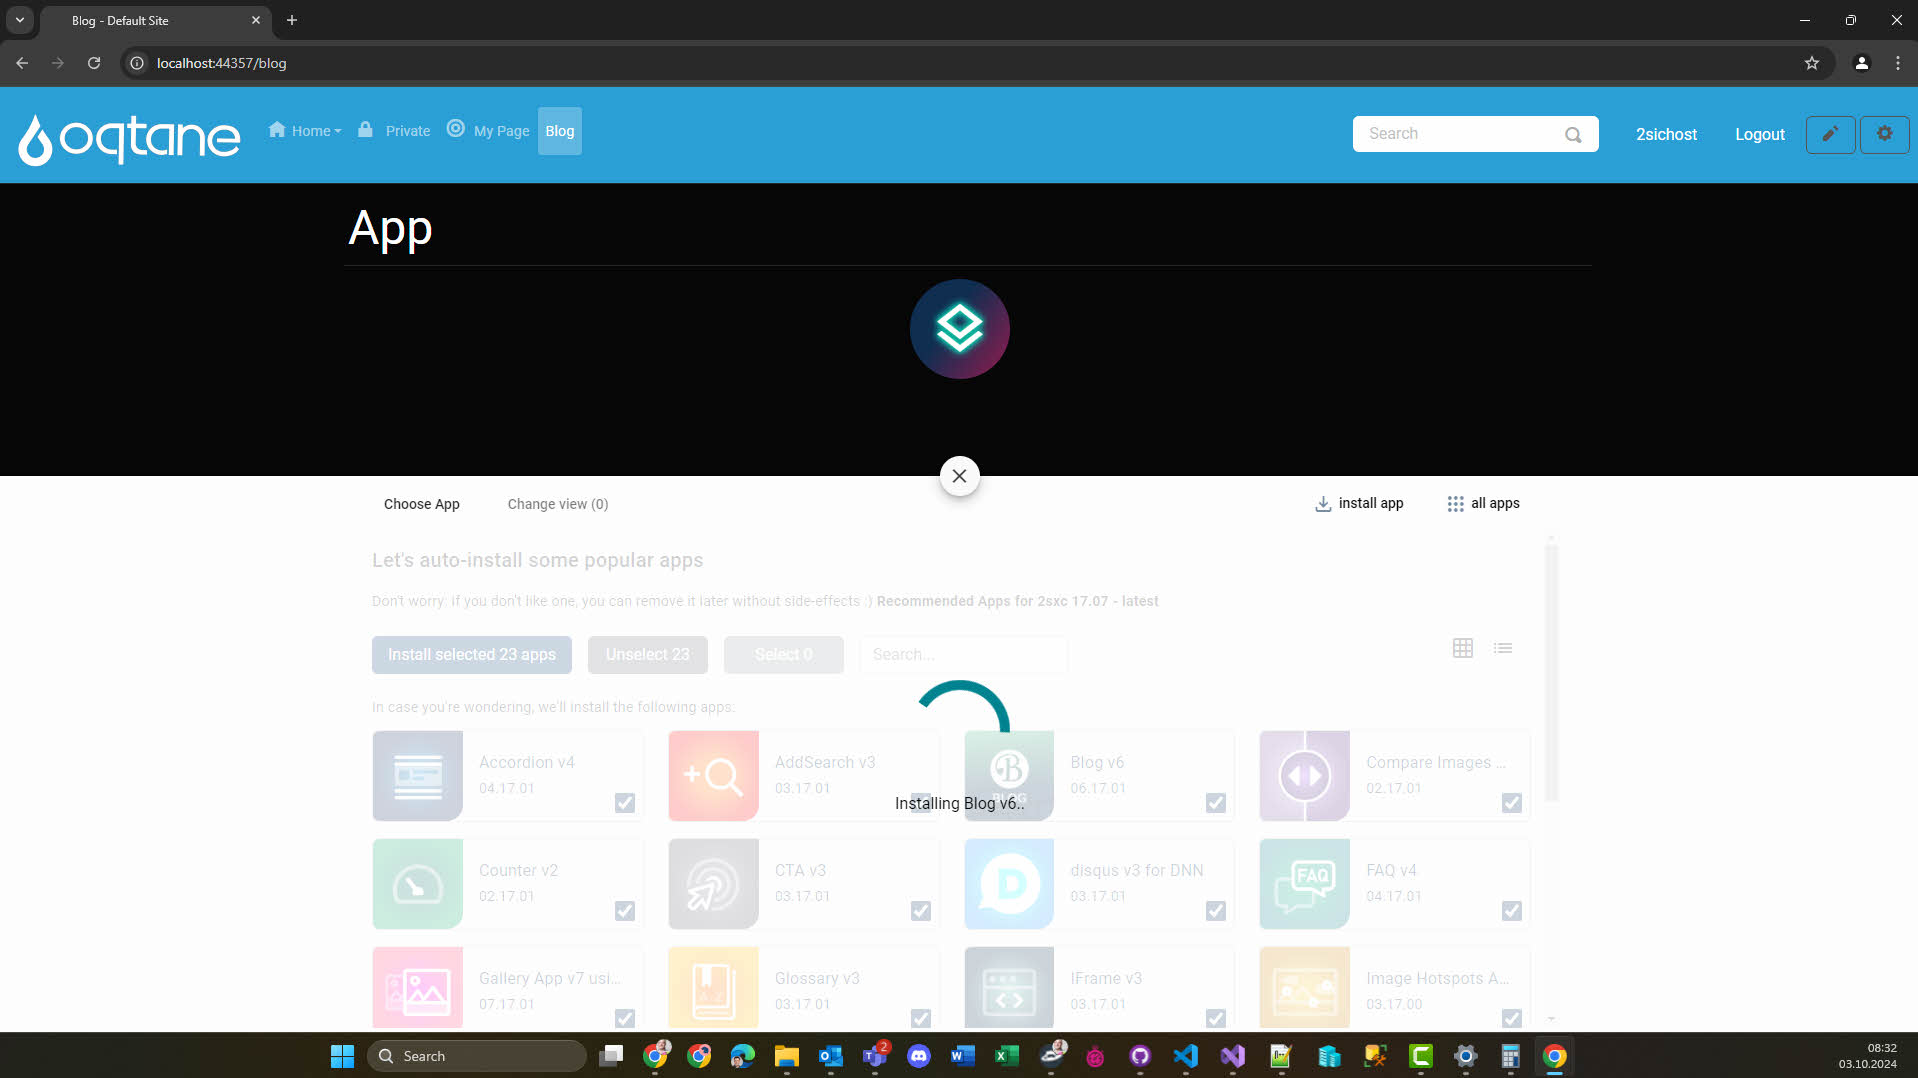 Blog - Default Site
localhost:44357/blog
oqtane
Home
Private
My Page
Blog
Search
2sichost
Logout
App
Choose App
Change view (0)
install app
all apps
Let's auto-install some popular apps
Don't worry: if you don't like one, you can remove it later without side-effects :) Recommended Apps for 2sxc 17.07 - latest
Install selected 23 apps
Unselect 23
Select 0
Search...
In case you're wondering, we'll install the following apps:
Accordion v4
04.17.01
AddSearch v3
03.17.01
B
BLOG
Blog v6
06.17.01
Compare Images ...
02.17.01
Installing Blog v6..
Counter v2
02.17.01
CTA v3
03.17.01
D
disqus v3 for DNN
03.17.01
FAQ
FAQ v4
04.17.01
Gallery App v7 usi...
07.17.01
A-Z
Glossary v3
03.17.01
IFrame v3
03.17.01
Image Hotspots A...
03.17.00
Search
2
08:32
03.10.2024